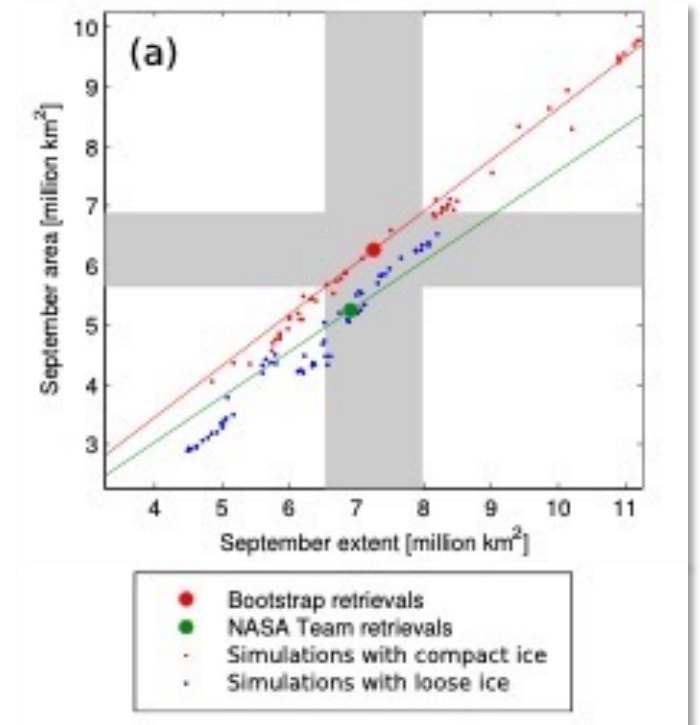 (a)
10
9
8
7
6
5
4
3
September area [million km²]
4 5 6 7 8 9 10 11
September extent [million km²]
Bootstrap retrievals
NASA Team retrievals
Simulations with compact ice
Simulations with loose ice